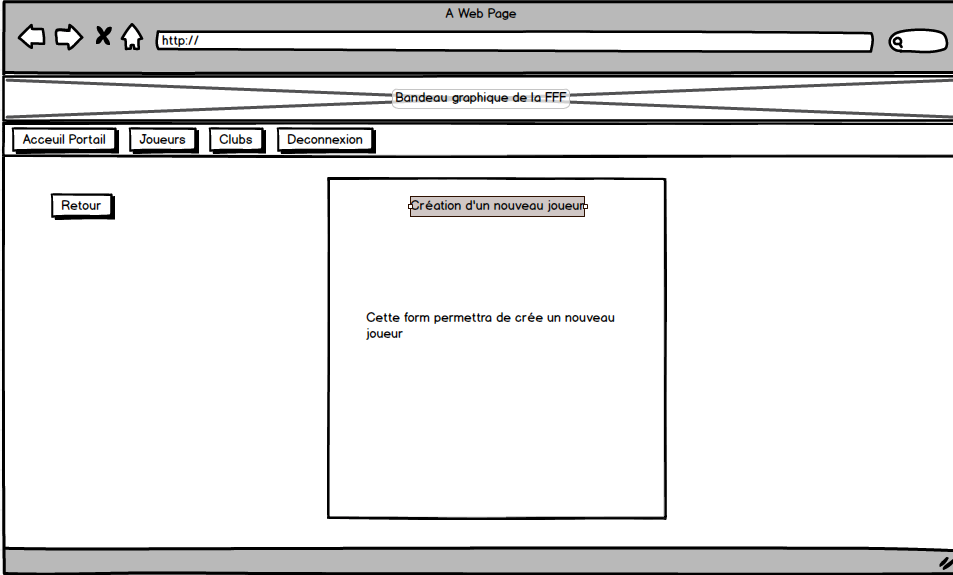 A Web Page
http://
Bandeau graphique de la FFF
Acceuil Portail
Joueurs
Clubs
Deconnexion
Retour
Création d'un nouveau joueur
Cette form permettra de crée un nouveau
joueur